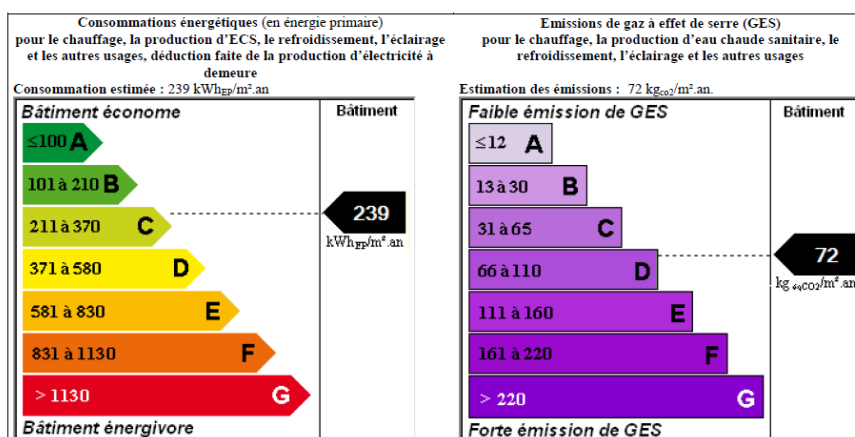 Consommations énergétiques (en énergie primaire)
pour le chauffage, la production d'ECS, le refroidissement, l'éclairage
et les autres usages, déduction faite de la production d'électricité à
demeure
Consommation estimée : 239 kWhEP/m².an
Bâtiment économe
Bâtiment
≤100 A
101 à 210 B
211 à 370 C
371 à 580 D
581 à 830 E
831 à 1130 F
> 1130 G
239
kWhEP/m².an
Bâtiment énergivore
Emissions de gaz à effet de serre (GES)
pour le chauffage, la production d'eau chaude sanitaire, le
refroidissement, l'éclairage et les autres usages
Estimation des émissions : 72 kgco2/m².an.
Faible émission de GES
Bâtiment
≤12 A
13 à 30 B
31 à 65 C
66 à 110 D
111 à 160 E
161 à 220 F
> 220 G
72
kg éqCO2/m².an
Forte émission de GES